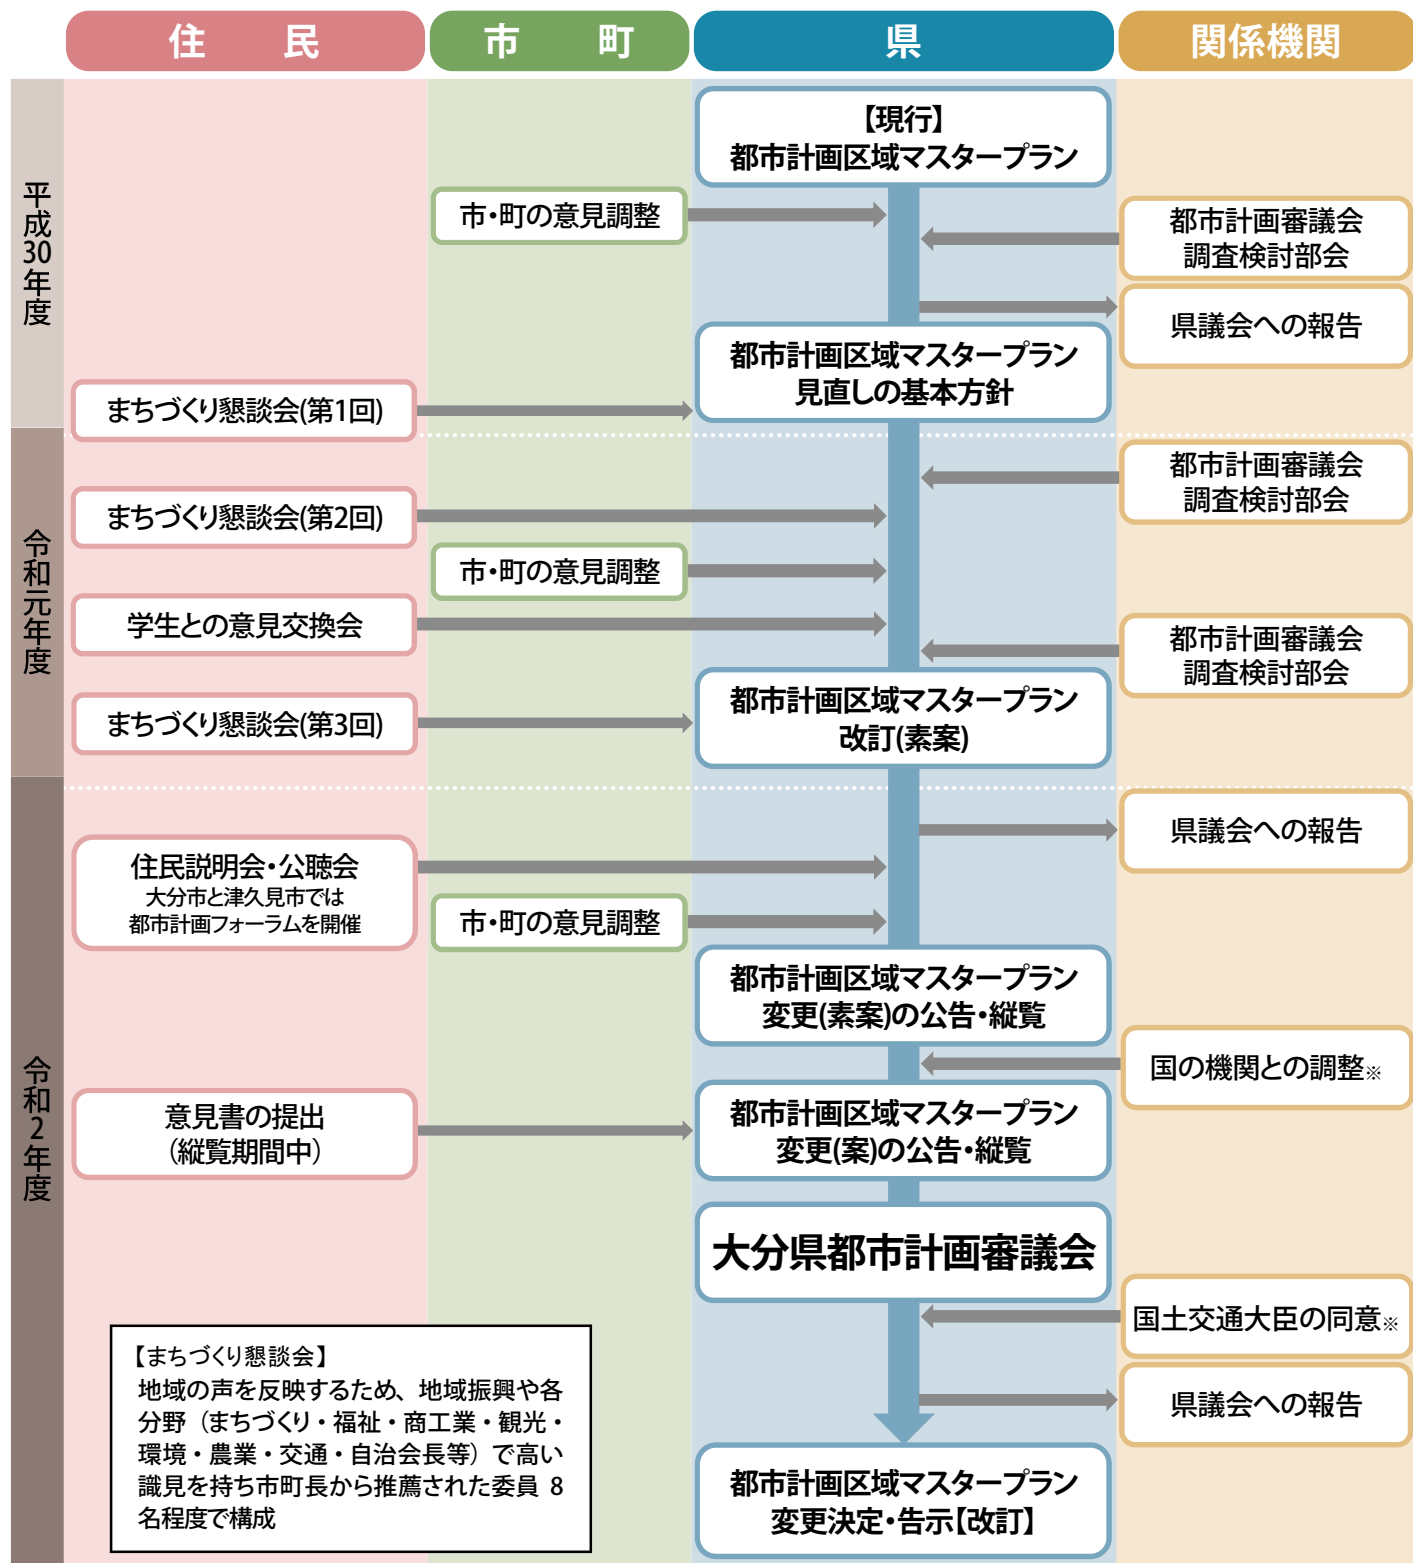 住　民
市　町
県
関係機関
平成30年度
【現行】
都市計画区域マスタープラン
市・町の意見調整
都市計画審議会
調査検討部会
県議会への報告
都市計画区域マスタープラン
見直しの基本方針
まちづくり懇談会(第1回)
令和元年度
都市計画審議会
調査検討部会
まちづくり懇談会(第2回)
市・町の意見調整
学生との意見交換会
都市計画審議会
調査検討部会
都市計画区域マスタープラン
改訂(素案)
まちづくり懇談会(第3回)
令和2年度
県議会への報告
住民説明会・公聴会
大分市と津久見市では
都市計画フォーラムを開催
市・町の意見調整
都市計画区域マスタープラン
変更(素案)の公告・縦覧
国の機関との調整※
意見書の提出
（縦覧期間中）
都市計画区域マスタープラン
変更(案)の公告・縦覧
大分県都市計画審議会
国土交通大臣の同意※
県議会への報告
都市計画区域マスタープラン
変更決定・告示【改訂】
【まちづくり懇談会】
地域の声を反映するため、地域振興や各
分野（まちづくり・福祉・商工業・観光・
環境・農業・交通・自治会長等）で高い
識見を持ち市町長から推薦された委員 8
名程度で構成